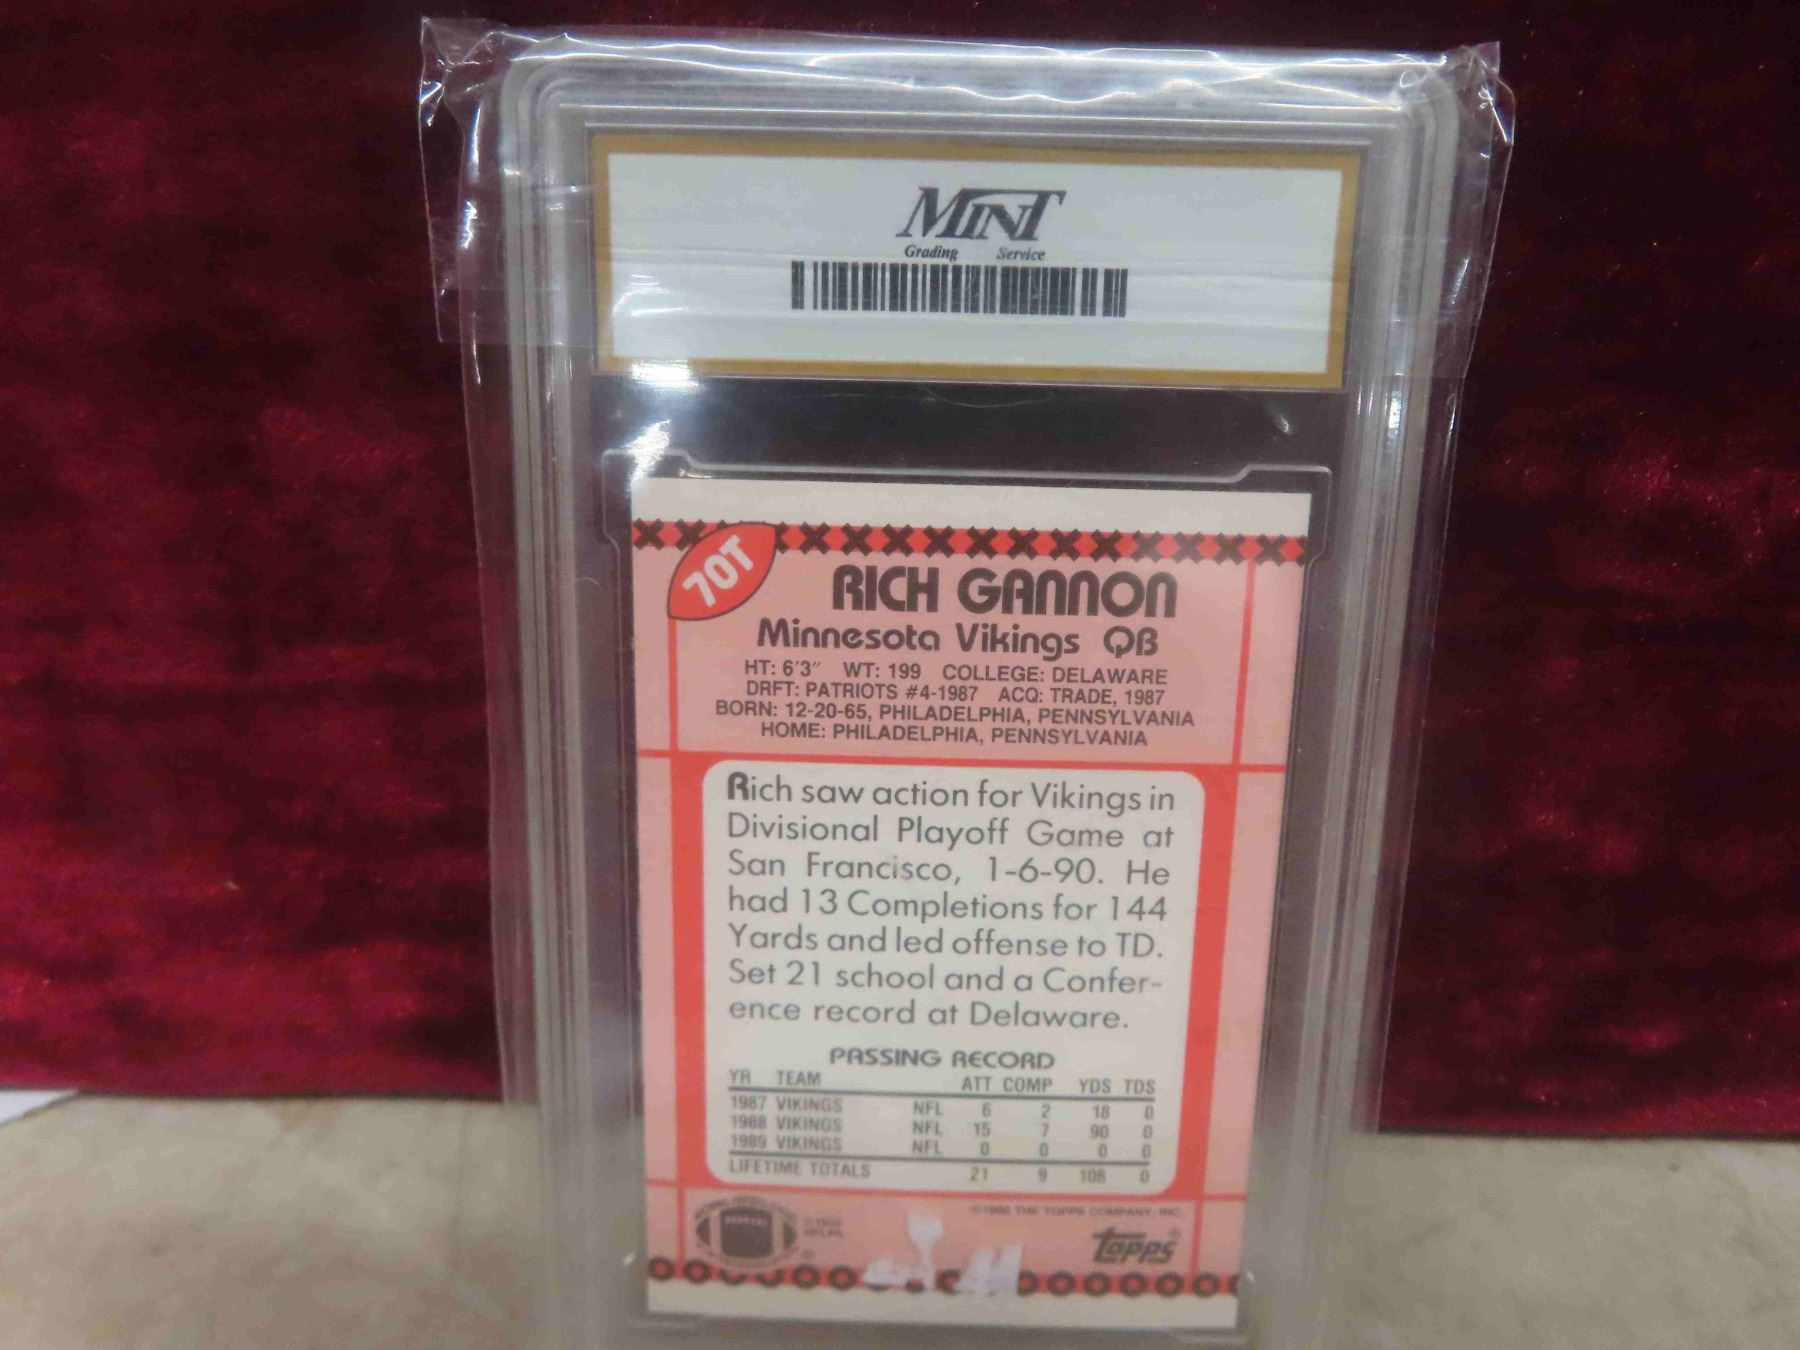 MINT
Grading Service
70T
RICH GANNON
Minnesota Vikings QB
HT: 6'3" WT: 199 COLLEGE: DELAWARE
DRFT: PATRIOTS #4-1987 ACQ: TRADE, 1987
BORN: 12-20-65, PHILADELPHIA, PENNSYLVANIA
HOME: PHILADELPHIA, PENNSYLVANIA
Rich saw action for Vikings in
Divisional Playoff Game at
San Francisco, 1-6-90. He
had 13 Completions for 144
Yards and led offense to TD.
Set 21 school and a Confer-
ence record at Delaware.
PASSING RECORD
YR TEAM ATT COMP YDS TDS
1987 VIKINGS NFL 6 2 18 0
1988 VIKINGS NFL 15 7 90 0
1989 VIKINGS NFL 0 0 0 0
LIFETIME TOTALS 21 9 108 0
©1990 THE TOPPS COMPANY, INC.
topps®